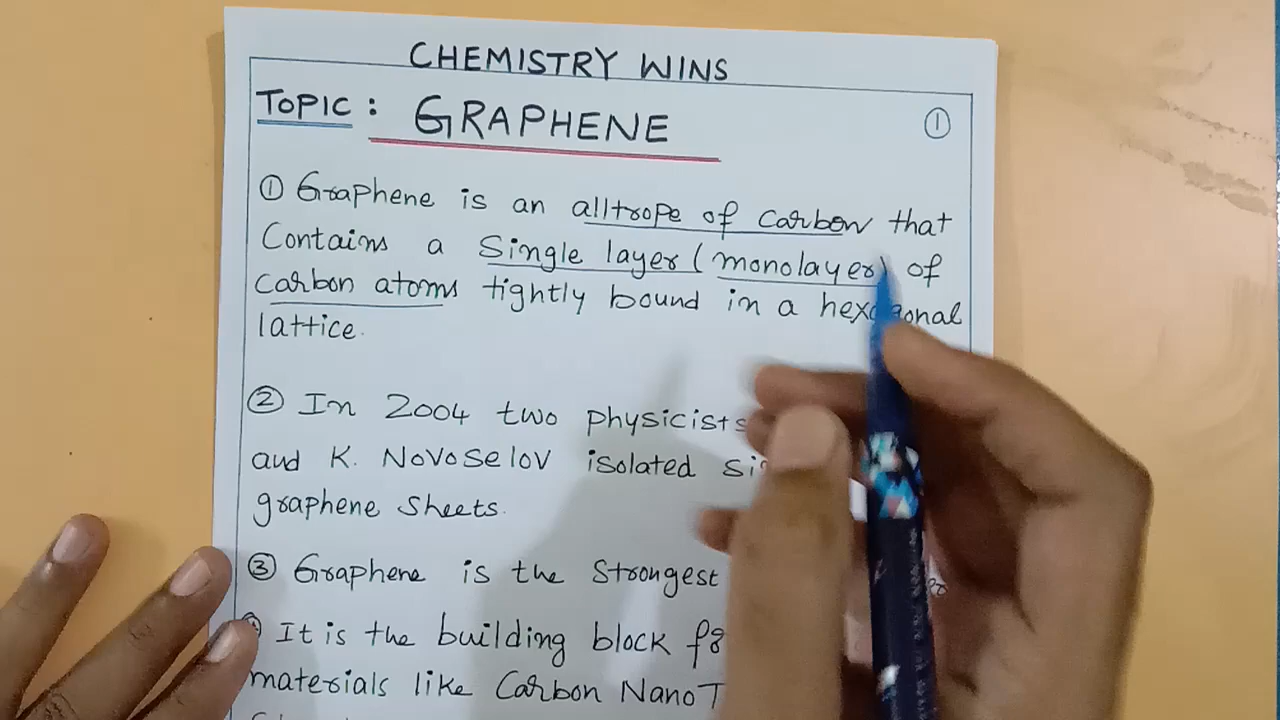 CHEMISTRY WINS
TOPIC : GRAPHENE
①
① Graphene is an alltrope of carbon that
Contains a Single layer (monolayer) of
Carbon atoms tightly bound in a hexagonal
lattice.
② In 2004 two physicists
and K. Novoselov isolated
graphene sheets.
③ Graphene is the Strongest
It is the building block
materials like Carbon Nano